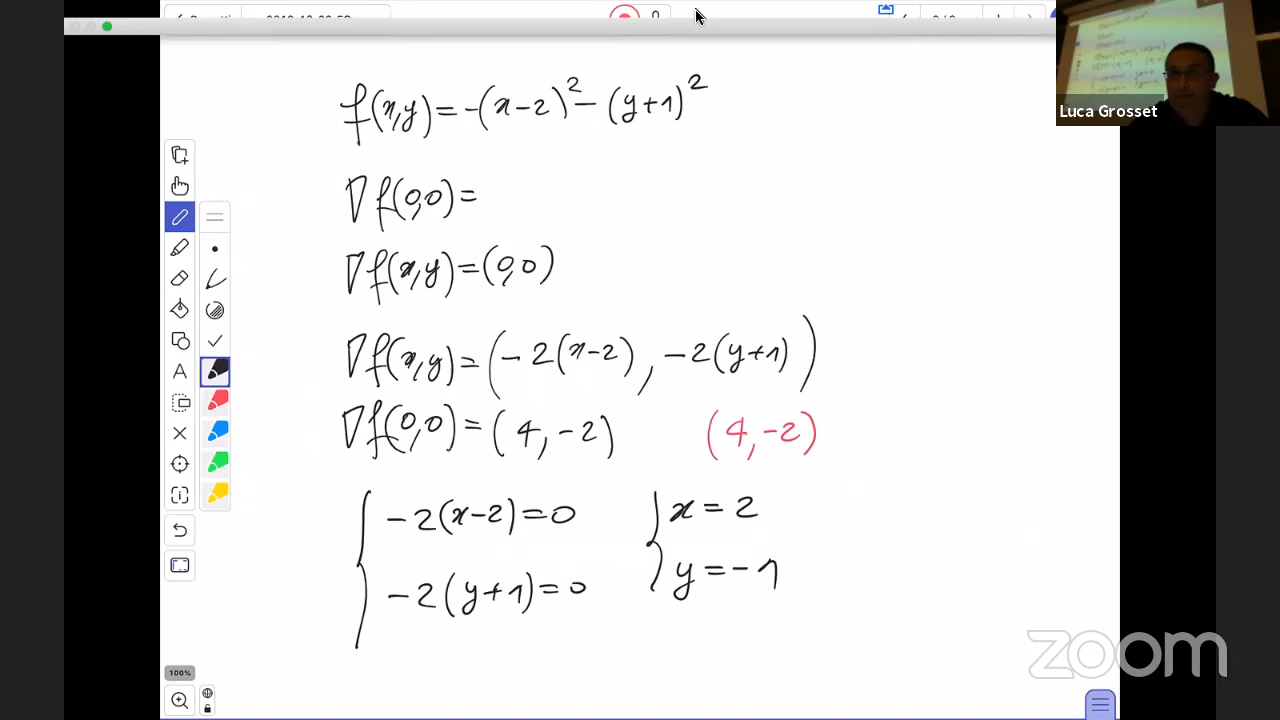 f(x,y)=-(x-2)²-(y+1)²
∇f(0,0)=
∇f(x,y)=(0,0)
∇f(x,y)=(-2(x-2), -2(y+1))
∇f(0,0)=(4,-2) (4,-2)
{ -2(x-2)=0 { x=2
-2(y+1)=0 y=-1
Luca Grosset
A
100%
zoom